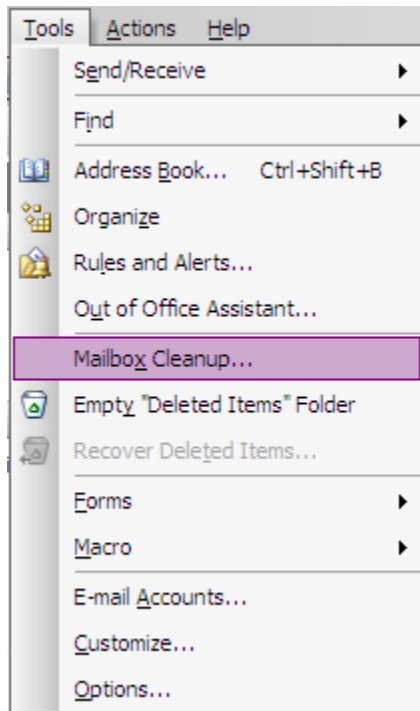 Tools Actions Help
Send/Receive
Find
Address Book... Ctrl+Shift+B
Organize
Rules and Alerts...
Out of Office Assistant...
Mailbox Cleanup...
Empty "Deleted Items" Folder
Recover Deleted Items...
Forms
Macro
E-mail Accounts...
Customize...
Options...